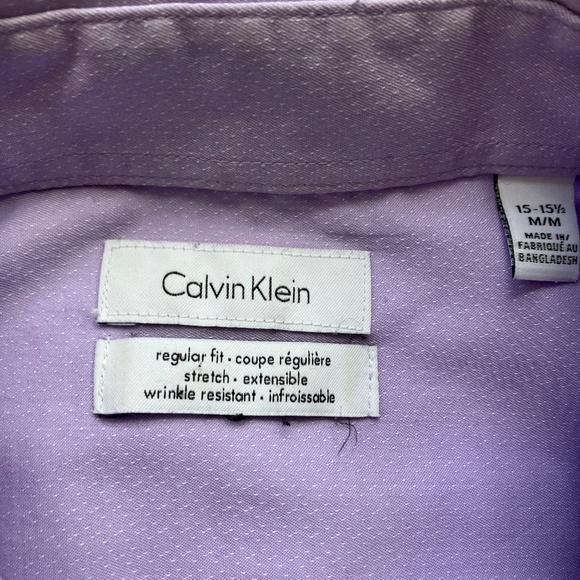 Calvin Klein
regular fit • coupe régulière
stretch • extensible
wrinkle resistant • infroissable
15-15½
M/M
MADE IN/
FABRIQUÉ AU
BANGLADESH